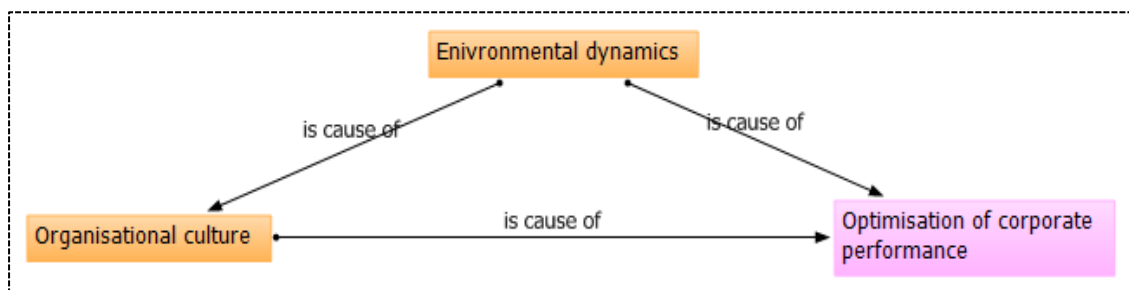 Enivronmental dynamics
is cause of
is cause of
Organisational culture
is cause of
Optimisation of corporate
performance